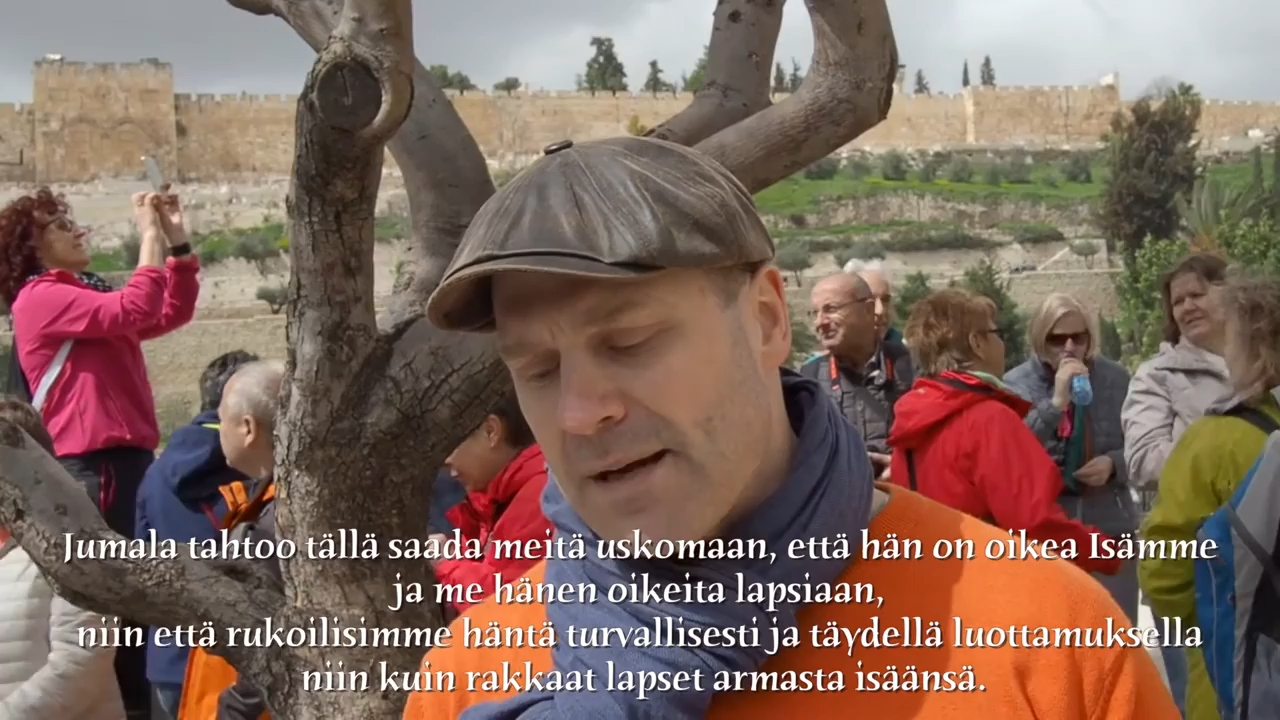 Jumala tahtoo tällä saada meitä uskomaan, että hän on oikea Isämme
ja me hänen oikeita lapsiaan,
niin että rukoilisimme häntä turvallisesti ja täydellä luottamuksella
niin kuin rakkaat lapset armasta isäänsä.